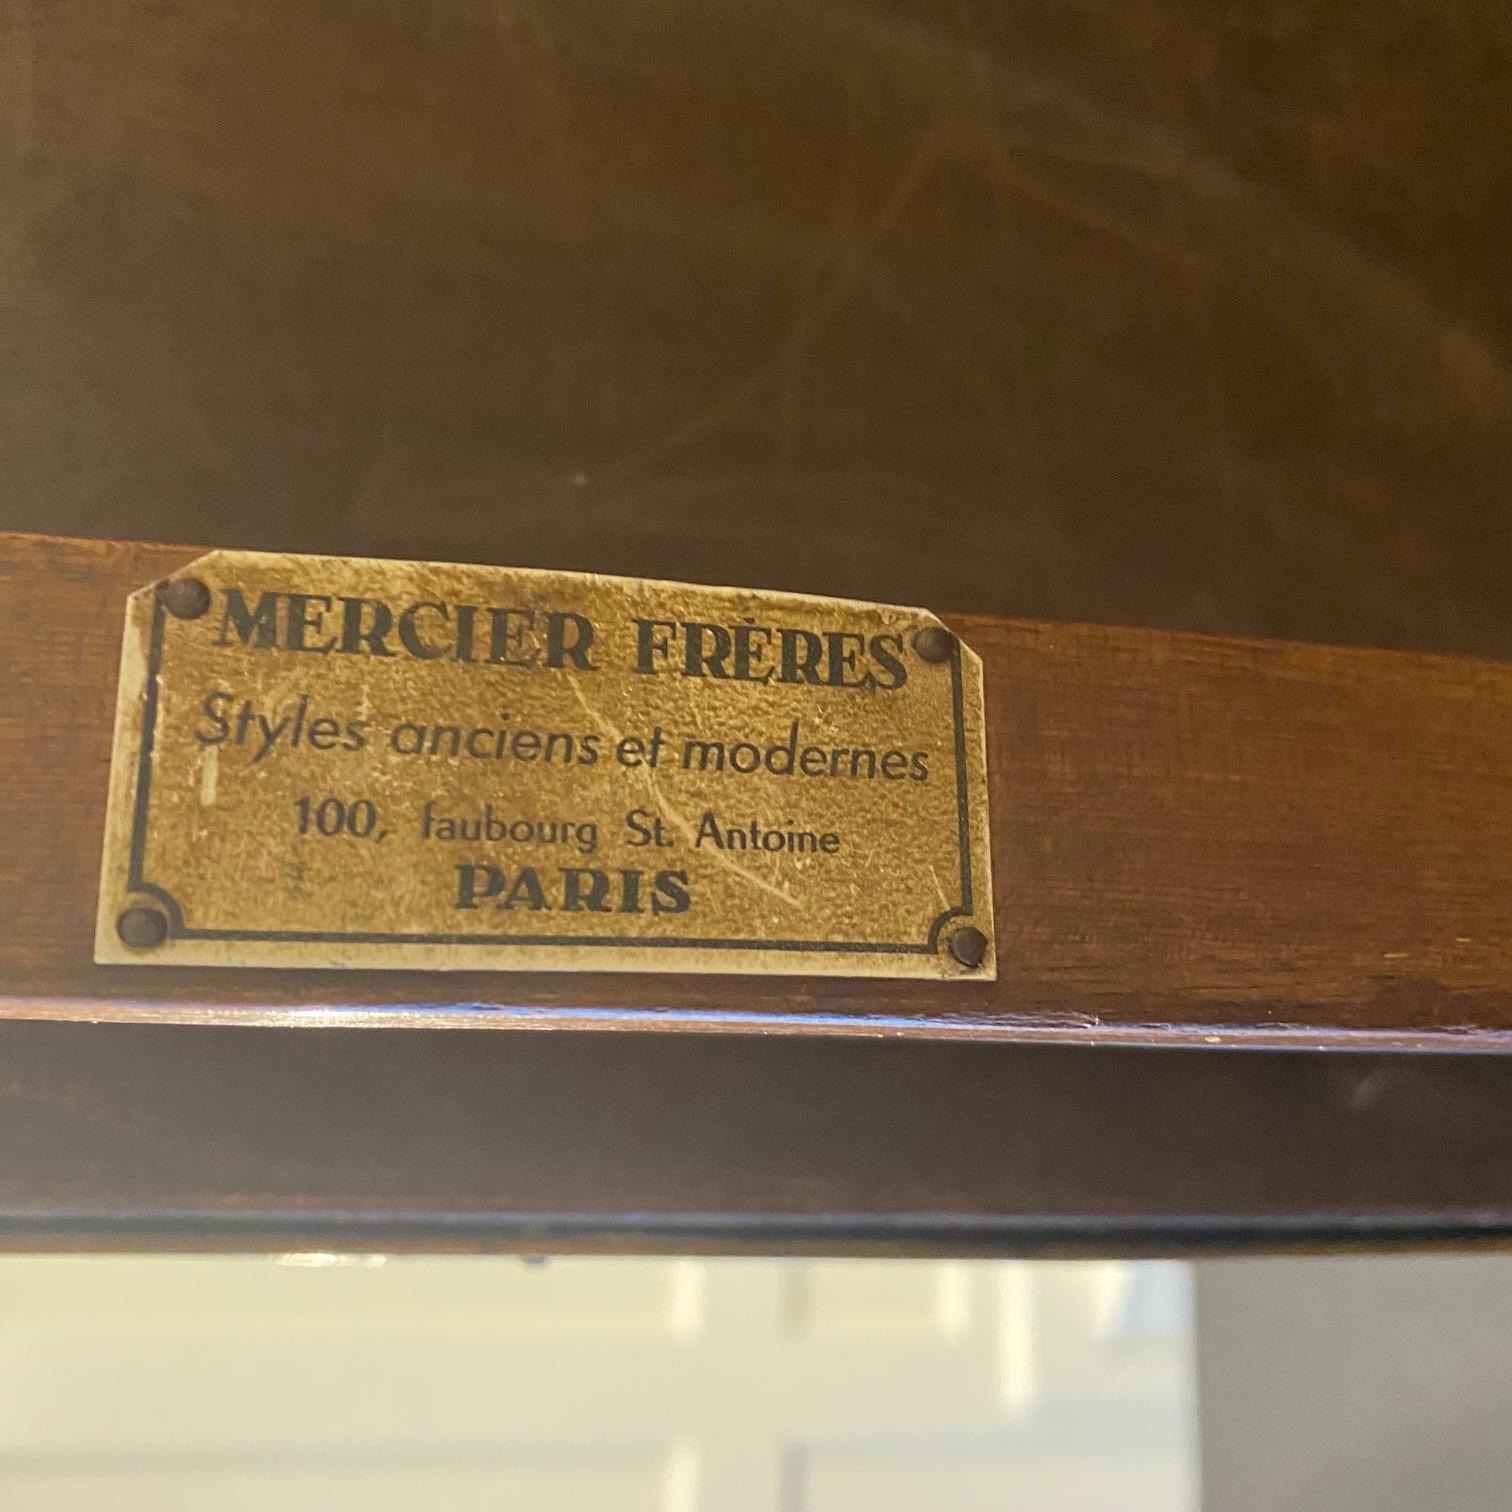 MERCIER FRÈRES
Styles anciens et modernes
100, faubourg St. Antoine
PARIS